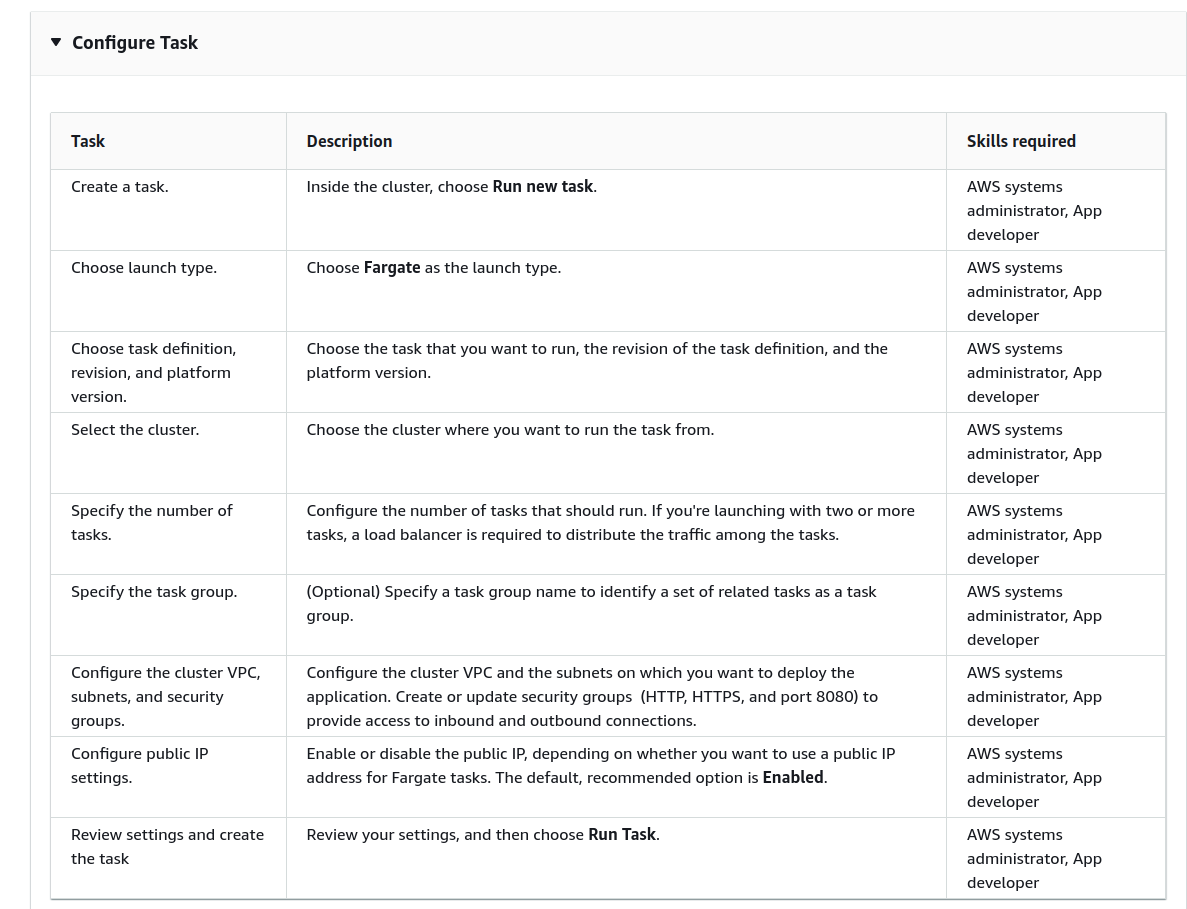 Configure Task
Task
Description
Skills required
Create a task.
Inside the cluster, choose Run new task.
AWS systems
administrator, App
developer
Choose launch type.
Choose Fargate as the launch type.
AWS systems
administrator, App
developer
Choose task definition,
revision, and platform
version.
Choose the task that you want to run, the revision of the task definition, and the
platform version.
AWS systems
administrator, App
developer
Select the cluster.
Choose the cluster where you want to run the task from.
AWS systems
administrator, App
developer
Specify the number of
tasks.
Configure the number of tasks that should run. If you're launching with two or more
tasks, a load balancer is required to distribute the traffic among the tasks.
AWS systems
administrator, App
developer
Specify the task group.
(Optional) Specify a task group name to identify a set of related tasks as a task
group.
AWS systems
administrator, App
developer
Configure the cluster VPC,
subnets, and security
groups.
Configure the cluster VPC and the subnets on which you want to deploy the
application. Create or update security groups  (HTTP, HTTPS, and port 8080) to
provide access to inbound and outbound connections.
AWS systems
administrator, App
developer
Configure public IP
settings.
Enable or disable the public IP, depending on whether you want to use a public IP
address for Fargate tasks. The default, recommended option is Enabled.
AWS systems
administrator, App
developer
Review settings and create
the task
Review your settings, and then choose Run Task.
AWS systems
administrator, App
developer